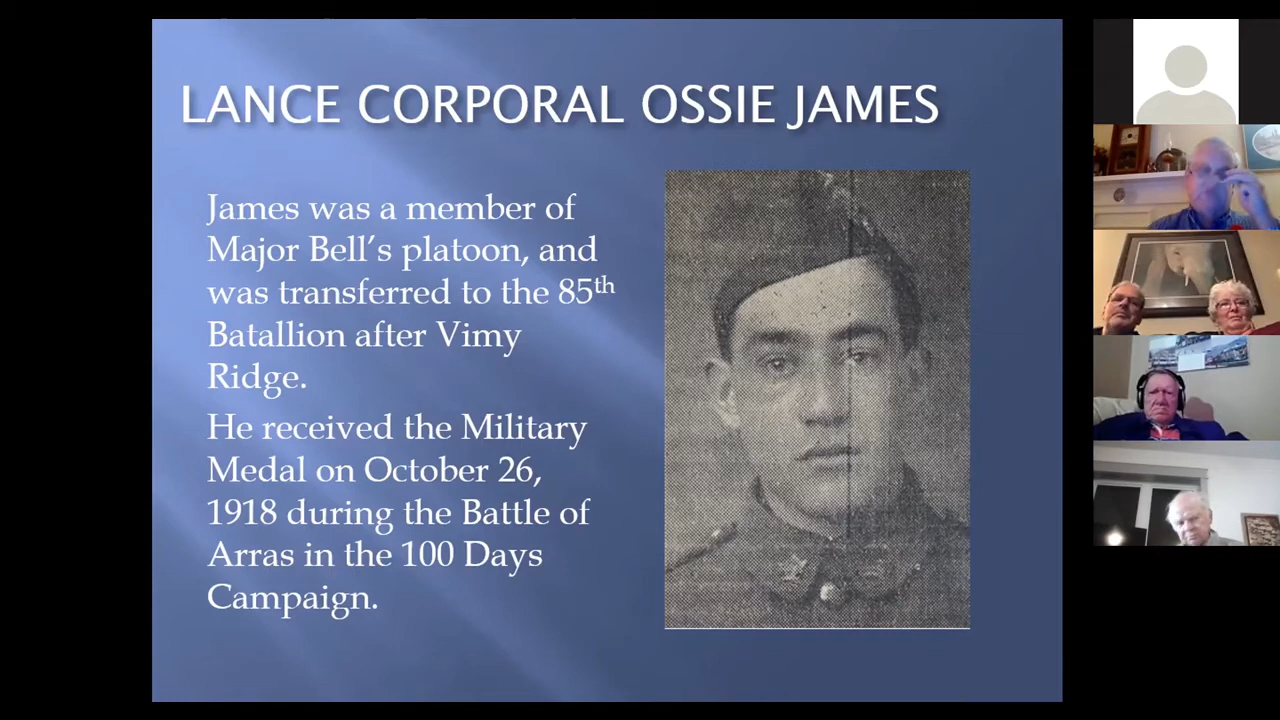 LANCE CORPORAL OSSIE JAMES
James was a member of
Major Bell’s platoon, and
was transferred to the 85th
Batallion after Vimy
Ridge.
He received the Military
Medal on October 26,
1918 during the Battle of
Arras in the 100 Days
Campaign.